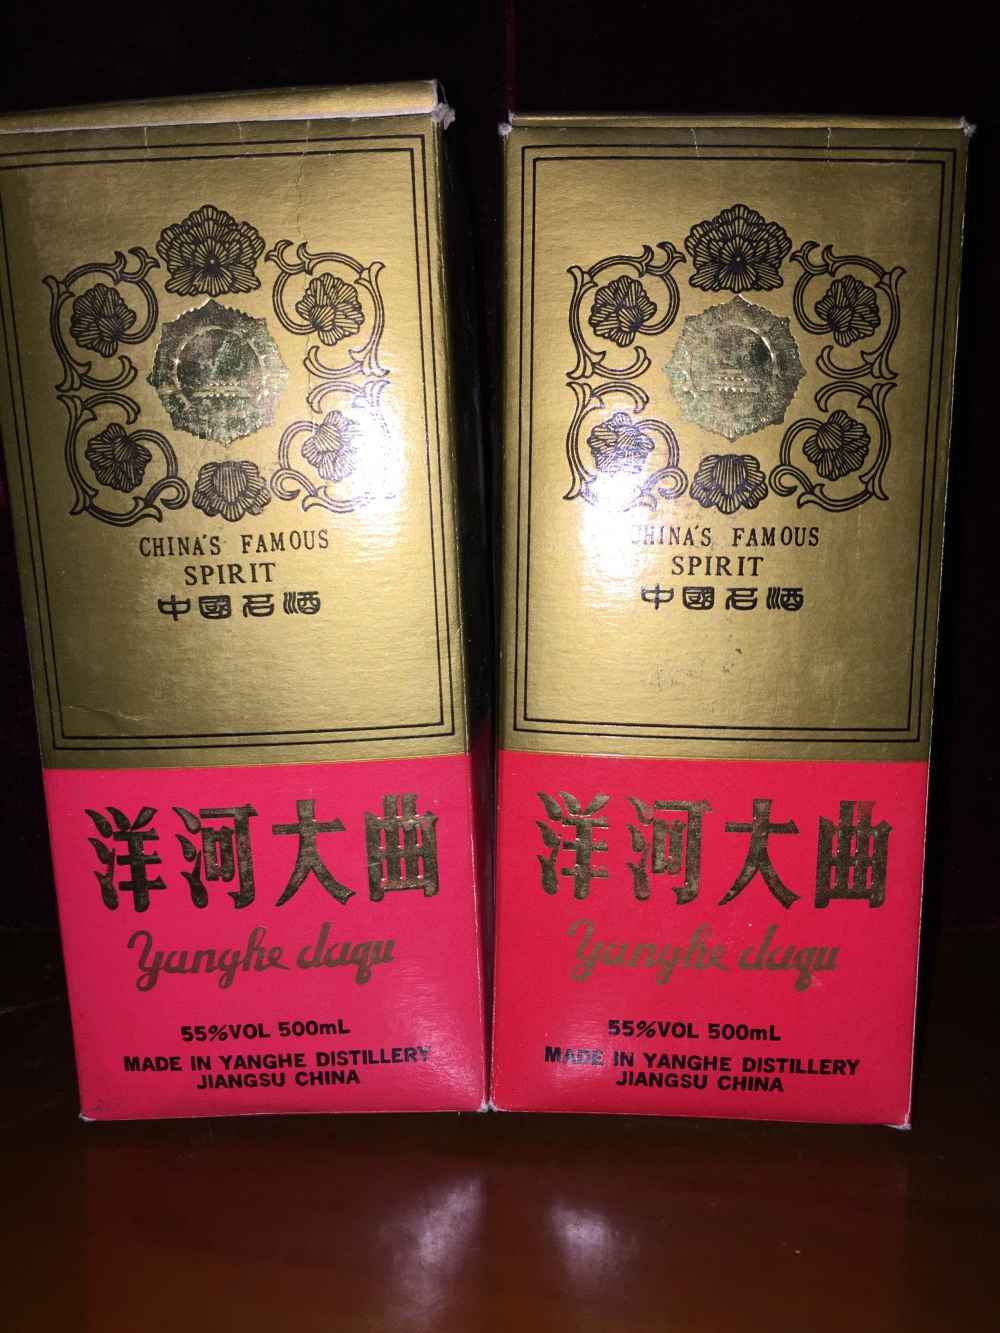 CHINA'S FAMOUS
SPIRIT
中國名酒
洋河大曲
Yanghe daqu
55%VOL 500mL
MADE IN YANGHE DISTILLERY
JIANGSU CHINA
CHINA'S FAMOUS
SPIRIT
中國名酒
洋河大曲
Yanghe daqu
55%VOL 500mL
MADE IN YANGHE DISTILLERY
JIANGSU CHINA